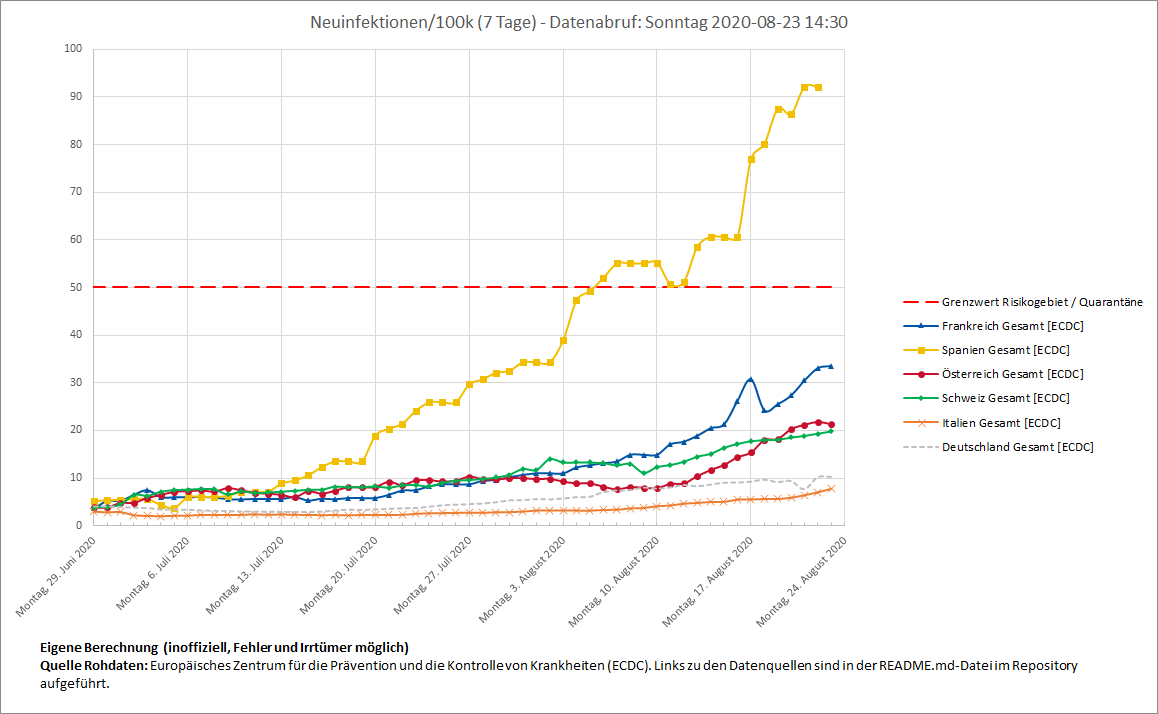 Neuinfektionen/100k (7 Tage) - Datenabruf: Sonntag 2020-08-23 14:30
100
90
80
70
60
50
40
30
20
10
0
Montag, 29. Juni 2020
Montag, 6. Juli 2020
Montag, 13. Juli 2020
Montag, 20. Juli 2020
Montag, 27. Juli 2020
Montag, 3. August 2020
Montag, 10. August 2020
Montag, 17. August 2020
Montag, 24. August 2020
Grenzwert Risikogebiet / Quarantäne
Frankreich Gesamt [ECDC]
Spanien Gesamt [ECDC]
Österreich Gesamt [ECDC]
Schweiz Gesamt [ECDC]
Italien Gesamt [ECDC]
Deutschland Gesamt [ECDC]
Eigene Berechnung (inoffiziell, Fehler und Irrtümer möglich)
Quelle Rohdaten: Europäisches Zentrum für die Prävention und die Kontrolle von Krankheiten (ECDC). Links zu den Datenquellen sind in der README.md-Datei im Repository
aufgeführt.